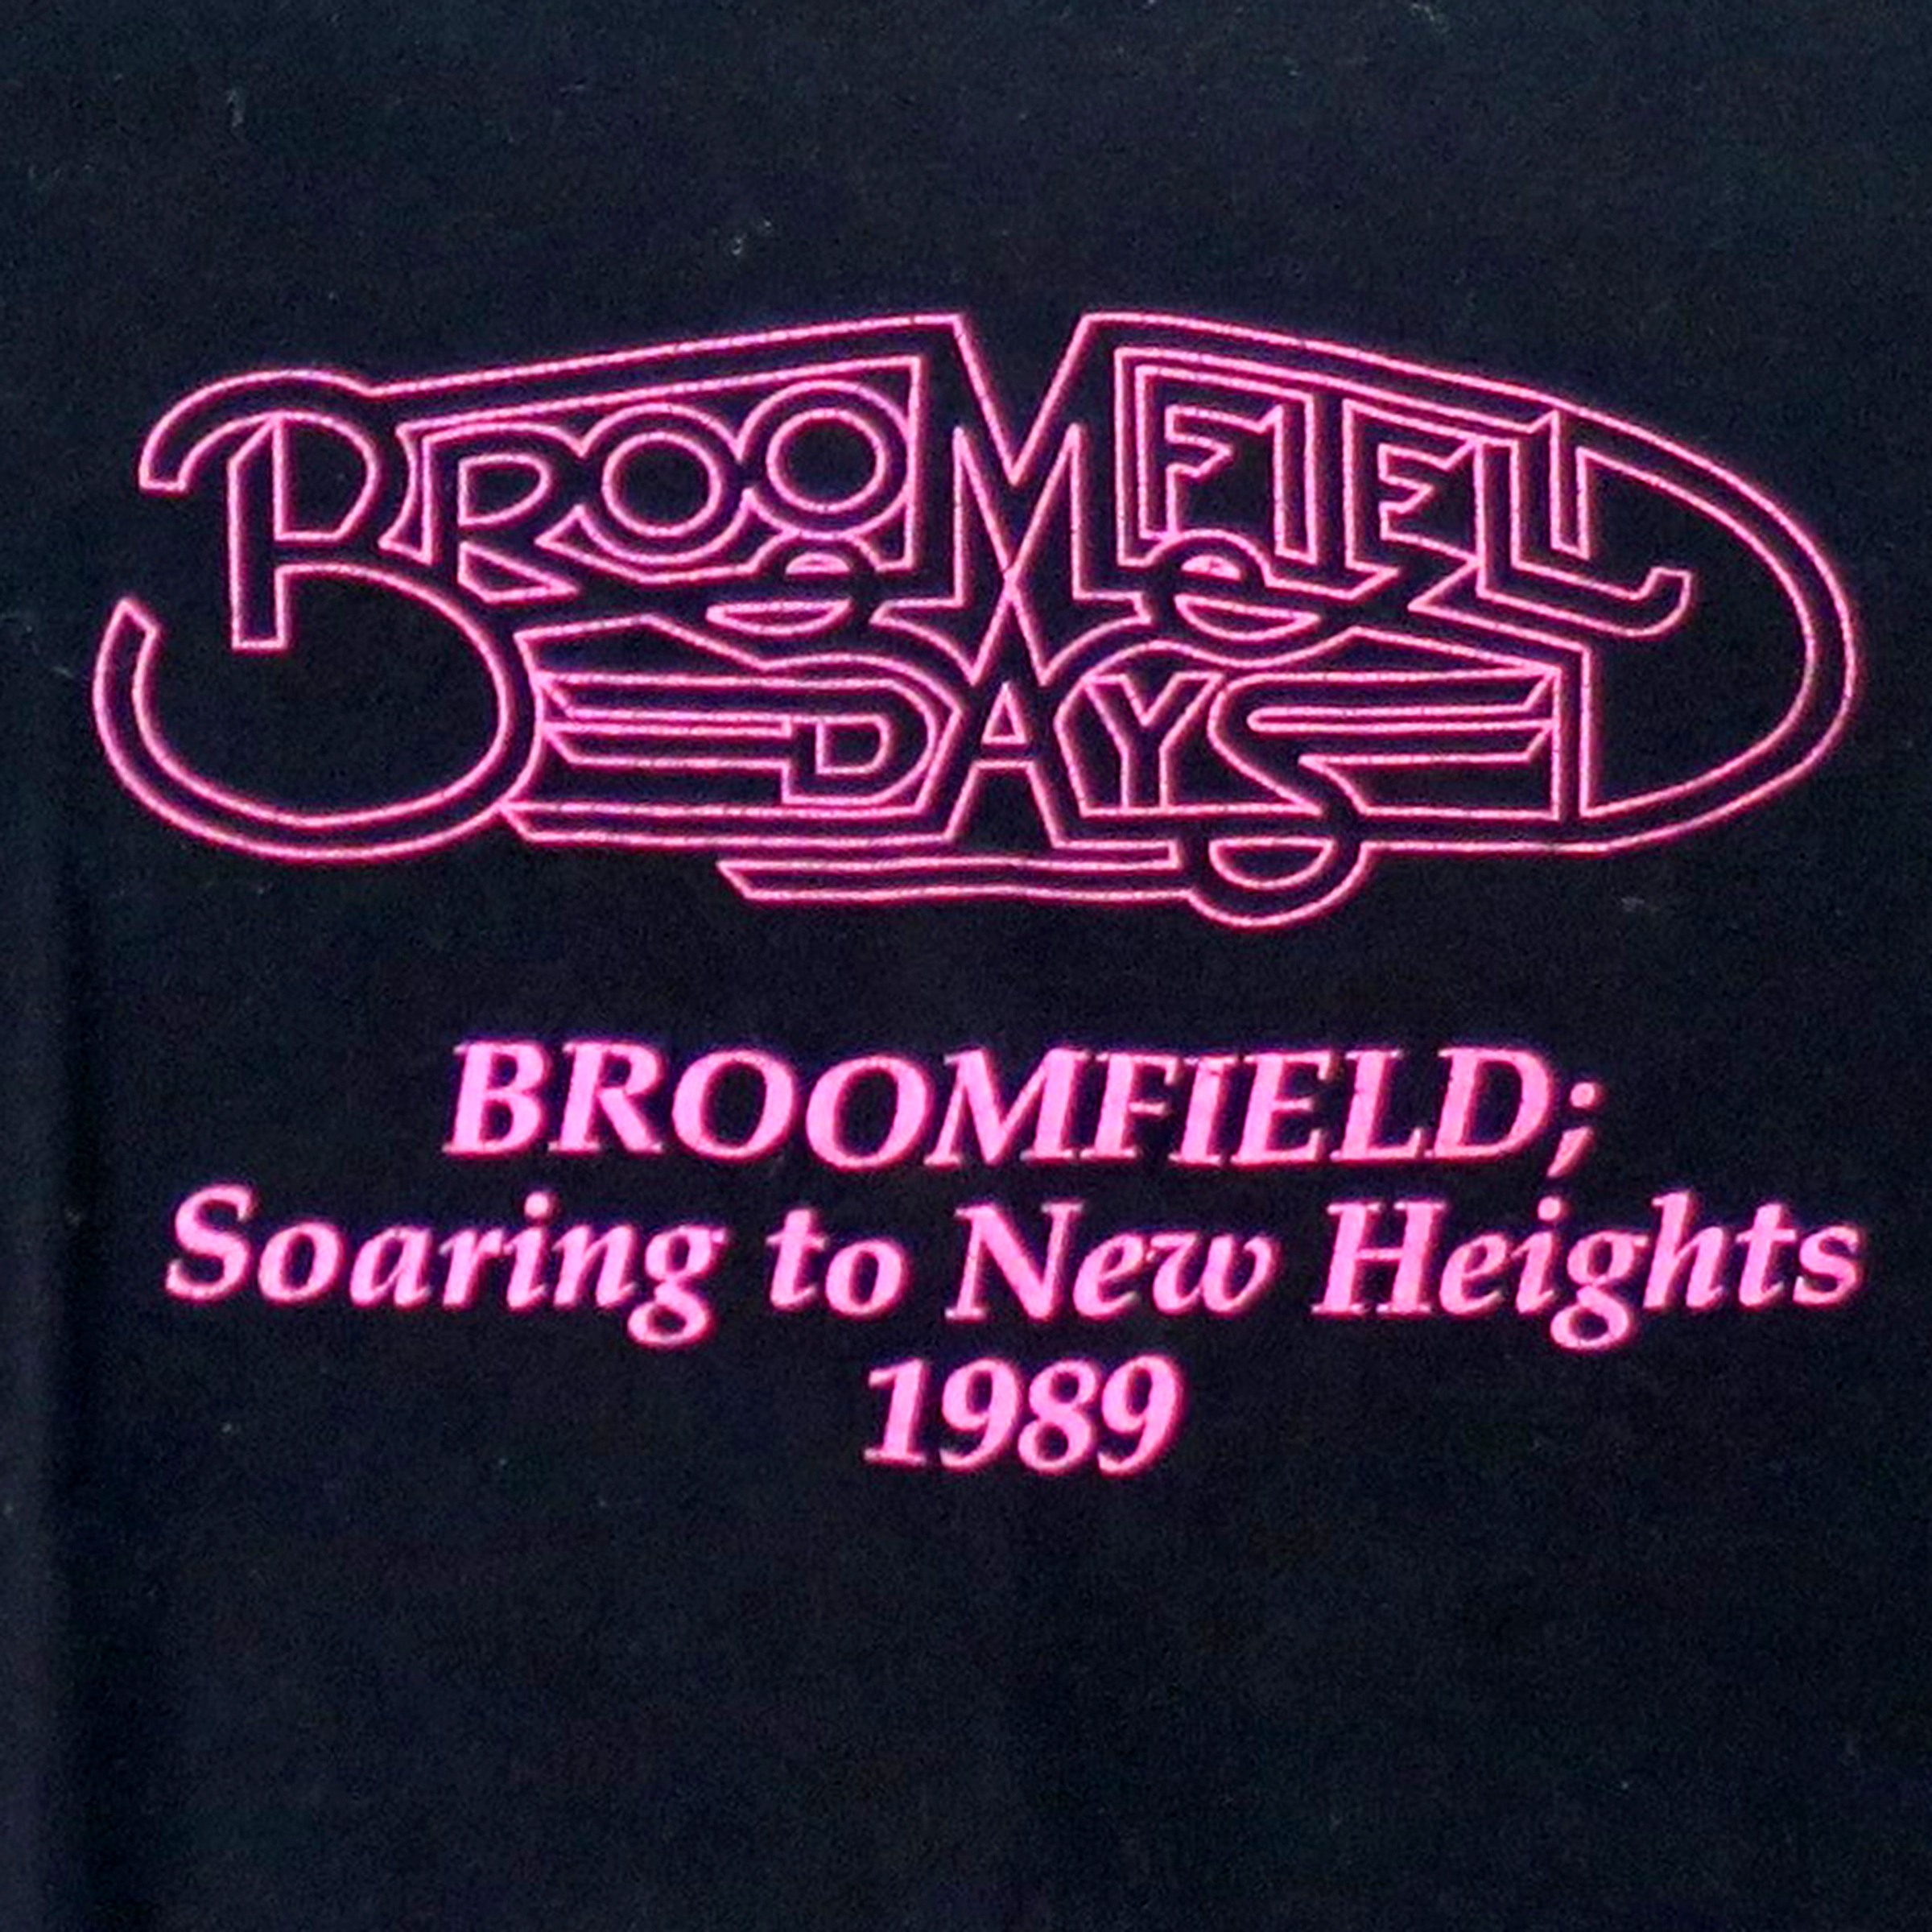 BROOMFIELD
DAYS
BROOMFIELD;
Soaring to New Heights
1989